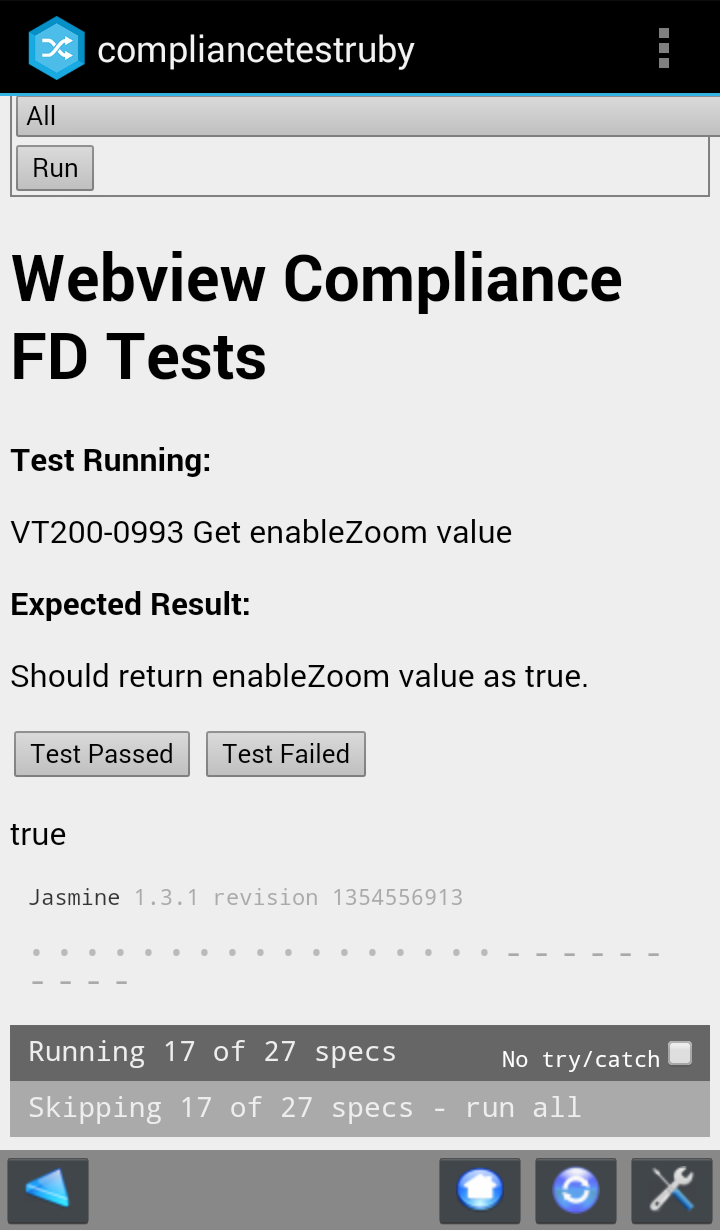 compliancetestruby
All
Run
Webview Compliance
FD Tests
Test Running:
VT200-0993 Get enableZoom value
Expected Result:
Should return enableZoom value as true.
Test Passed Test Failed
true
Jasmine 1.3.1 revision 1354556913
Running 17 of 27 specs No try/catch
Skipping 17 of 27 specs - run all